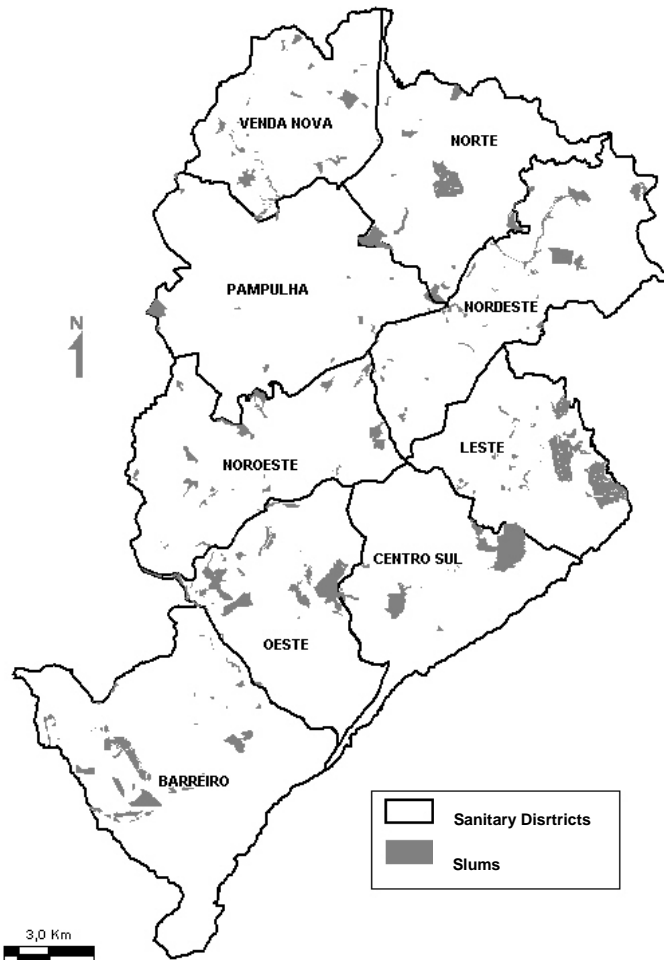 VENDA NOVA
NORTE
PAMPULHA
NORDESTE
N
LESTE
NOROESTE
CENTRO SUL
OESTE
BARREIRO
Sanitary Disrtricts
Slums
3,0 Km